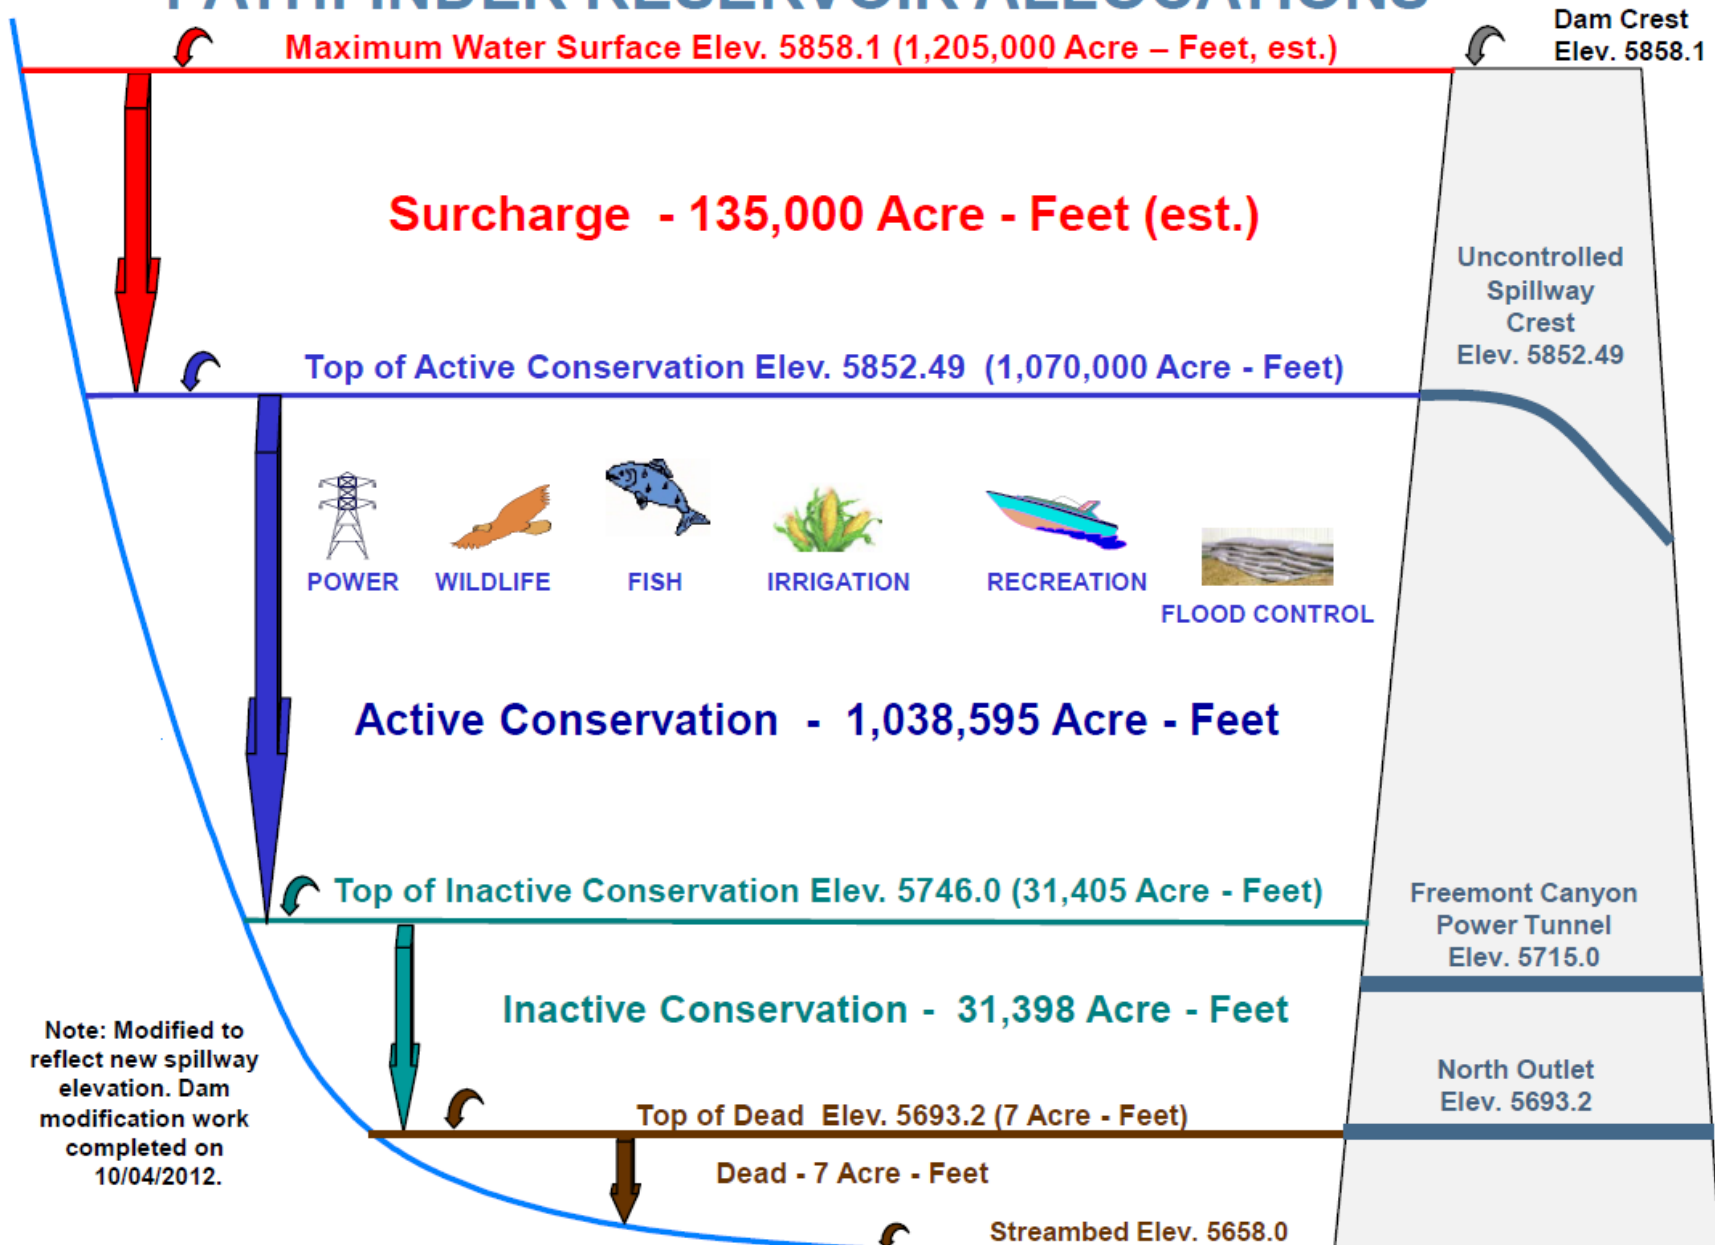 PATHFINDER RESERVOIR ALLOCATIONS
Dam Crest
Elev. 5858.1
Maximum Water Surface Elev. 5858.1 (1,205,000 Acre – Feet, est.)
Surcharge - 135,000 Acre - Feet (est.)
Uncontrolled
Spillway
Crest
Elev. 5852.49
Top of Active Conservation Elev. 5852.49 (1,070,000 Acre - Feet)
POWER
WILDLIFE
FISH
IRRIGATION
RECREATION
FLOOD CONTROL
Active Conservation - 1,038,595 Acre - Feet
Top of Inactive Conservation Elev. 5746.0 (31,405 Acre - Feet)
Freemont Canyon
Power Tunnel
Elev. 5715.0
Inactive Conservation - 31,398 Acre - Feet
Note: Modified to
reflect new spillway
elevation. Dam
modification work
completed on
10/04/2012.
North Outlet
Elev. 5693.2
Top of Dead Elev. 5693.2 (7 Acre - Feet)
Dead - 7 Acre - Feet
Streambed Elev. 5658.0